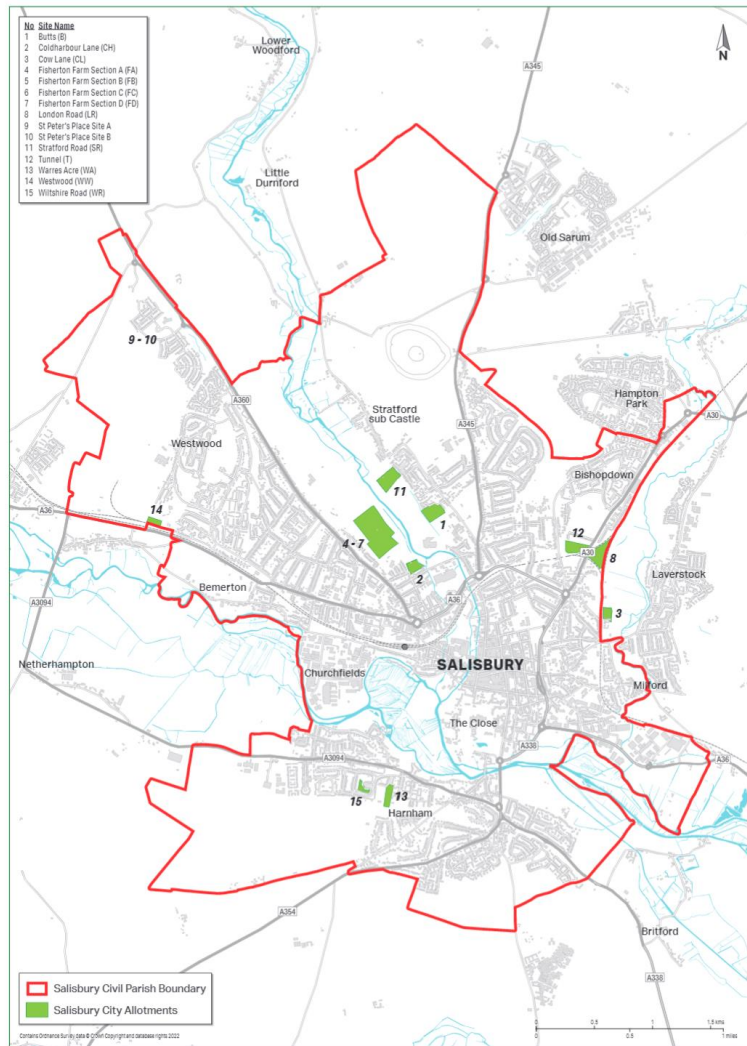 No Site Name
1 Butts (B)
2 Coldharbour Lane (CH)
3 Cow Lane (CL)
4 Fisherton Farm Section A (FA)
5 Fisherton Farm Section B (FB)
6 Fisherton Farm Section C (FC)
7 Fisherton Farm Section D (FD)
8 London Road (LR)
9 St Peter's Place Site A
10 St Peter's Place Site B
11 Stratford Road (SR)
12 Tunnel (T)
13 Warres Acre (WA)
14 Westwood (WW)
15 Wiltshire Road (WR)
Lower
Woodford
A345
N
Little
Durnford
Old Sarum
9 - 10
Hampton
Park
A360
Stratford
sub Castle
A30
A345
Westwood
Bishopdown
11
A36
14
1
4 - 7
12
A30
8
2
Laverstock
Bemerton
A36
A3094
3
Netherhampton
SALISBURY
Churchfields
Milford
The Close
A338
A3094
A36
15
13
Harnham
A354
Britford
A338
Salisbury Civil Parish Boundary
Salisbury City Allotments
Contains Ordnance Survey data © Crown Copyright and database rights 2022
0 0.5 1 1.5 kms
0 0.5 1 miles